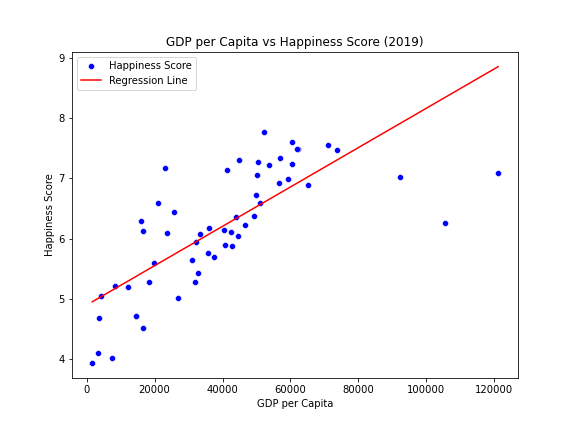 GDP per Capita vs Happiness Score (2019)
Happiness Score
Regression Line
9
8
7
6
5
4
Happiness Score
0 20000 40000 60000 80000 100000 120000
GDP per Capita